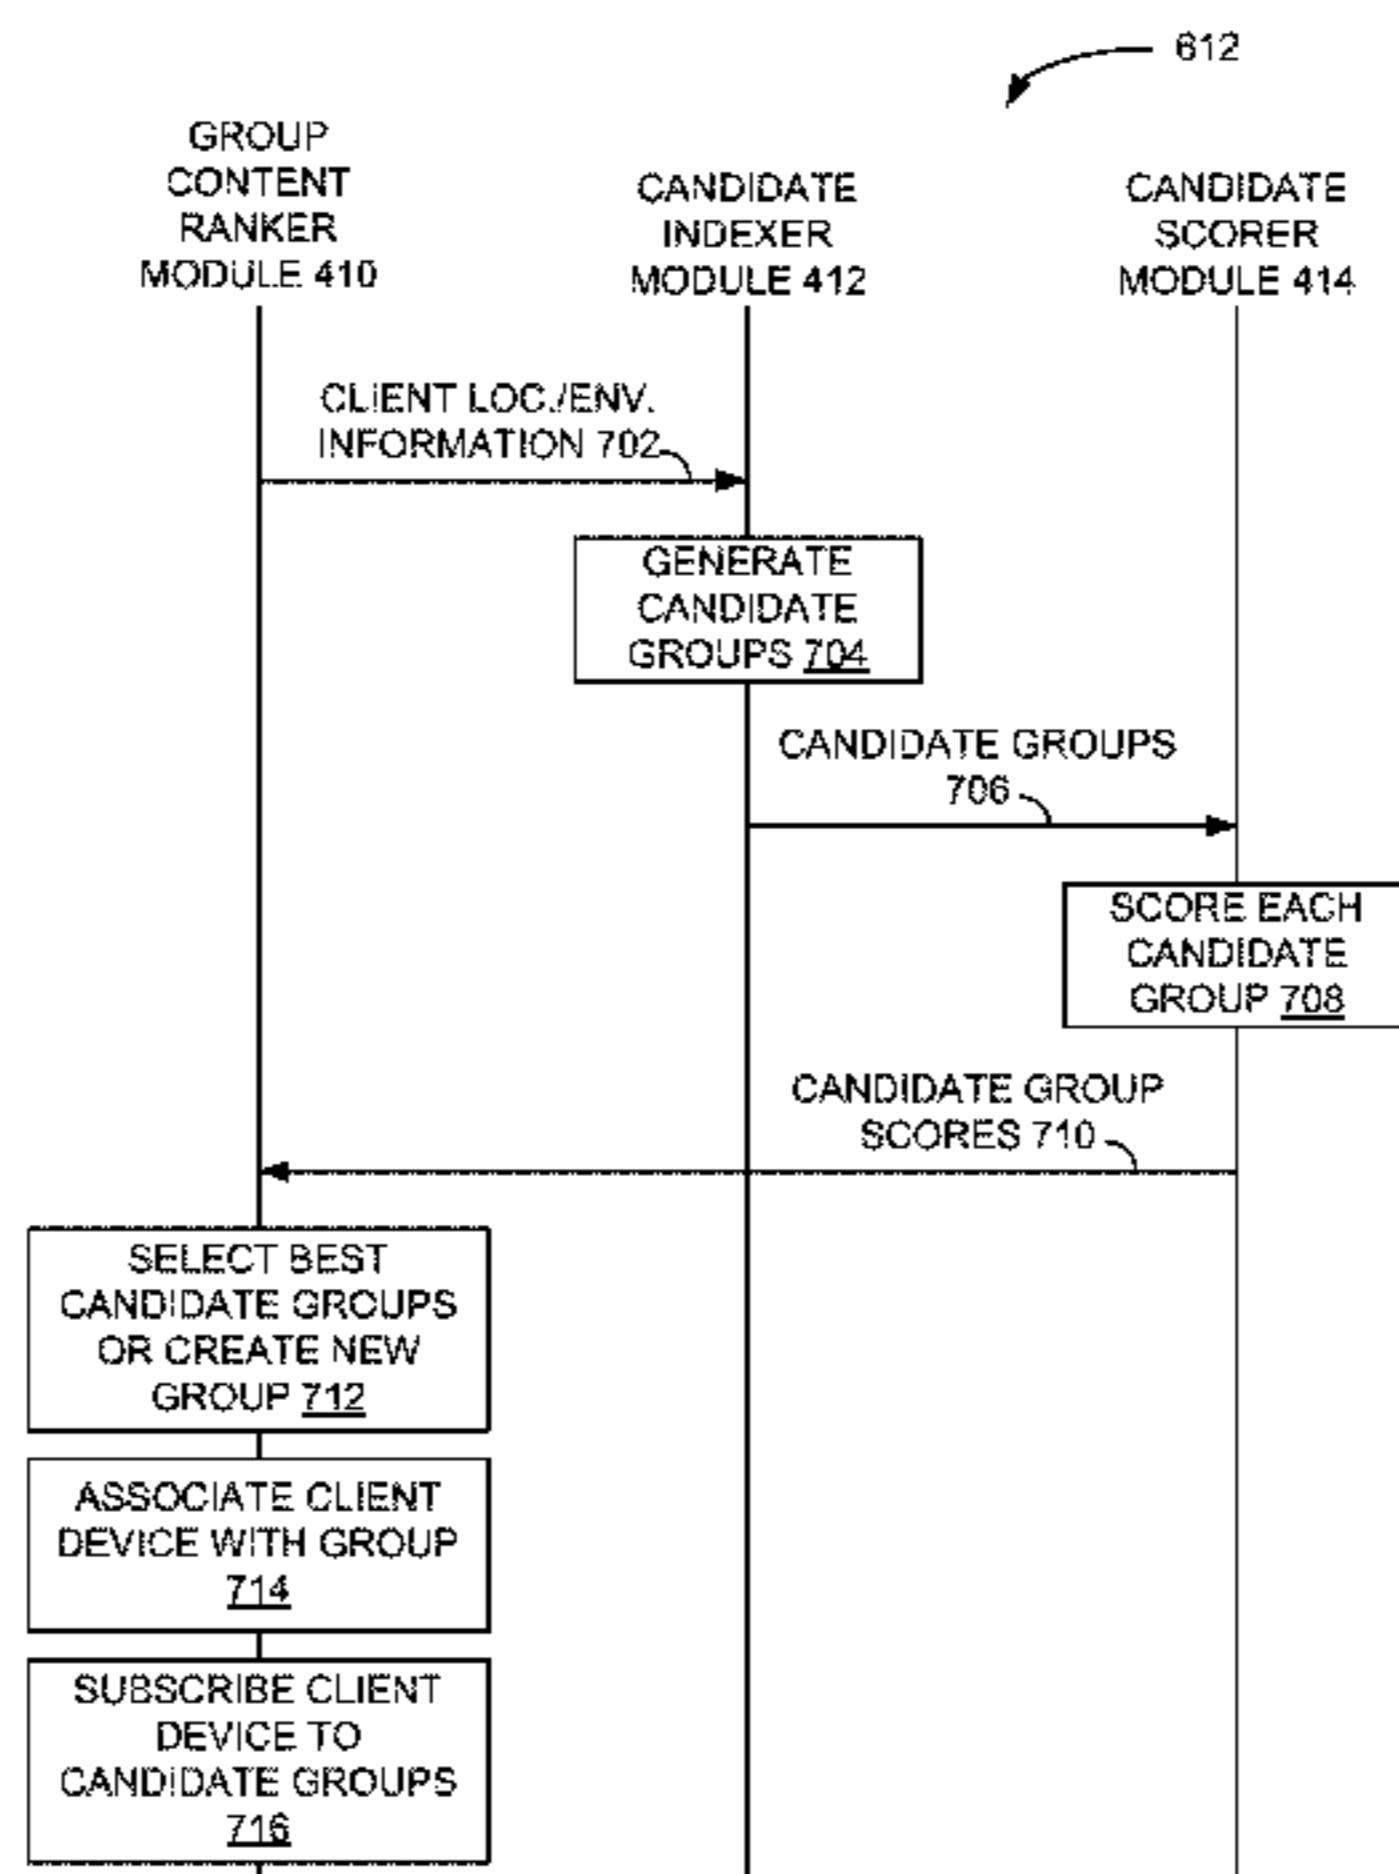 612
GROUP
CONTENT
RANKER
MODULE 410
CANDIDATE
INDEXER
MODULE 412
CANDIDATE
SCORER
MODULE 414
CLIENT LOC./ENV.
INFORMATION 702
GENERATE
CANDIDATE
GROUPS 704
CANDIDATE GROUPS
706
SCORE EACH
CANDIDATE
GROUP 708
CANDIDATE GROUP
SCORES 710
SELECT BEST
CANDIDATE GROUPS
OR CREATE NEW
GROUP 712
ASSOCIATE CLIENT
DEVICE WITH GROUP
714
SUBSCRIBE CLIENT
DEVICE TO
CANDIDATE GROUPS
716